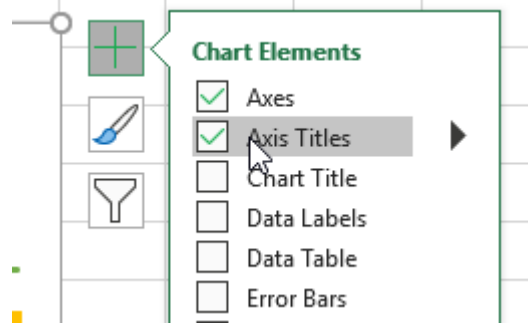 Chart Elements
Axes
Axis Titles
Chart Title
Data Labels
Data Table
Error Bars